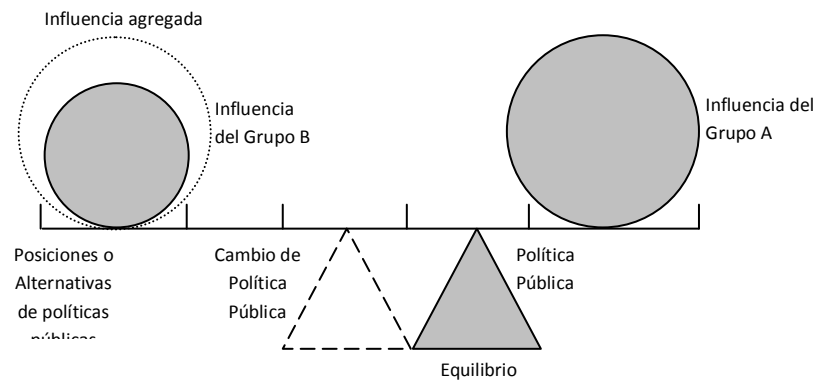 Influencia agregada
Influencia
del Grupo B
Influencia del
Grupo A
Posiciones o
Alternativas
de políticas
públicas
Cambio de
Política
Pública
Política
Pública
Equilibrio